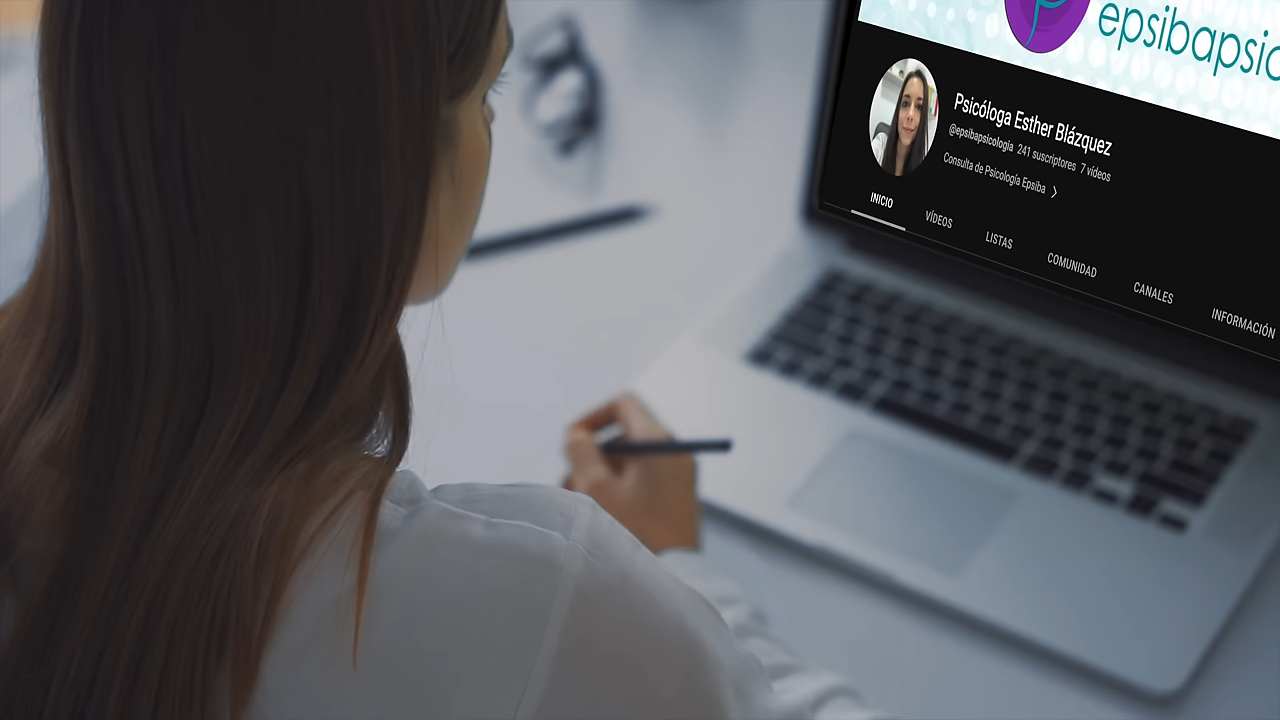 epsibapsic
Psicóloga Esther Blázquez
@epsibapsicologia 241 suscriptores 7 vídeos
Consulta de Psicología Epsiba
INICIO VÍDEOS LISTAS COMUNIDAD CANALES INFORMACIÓN